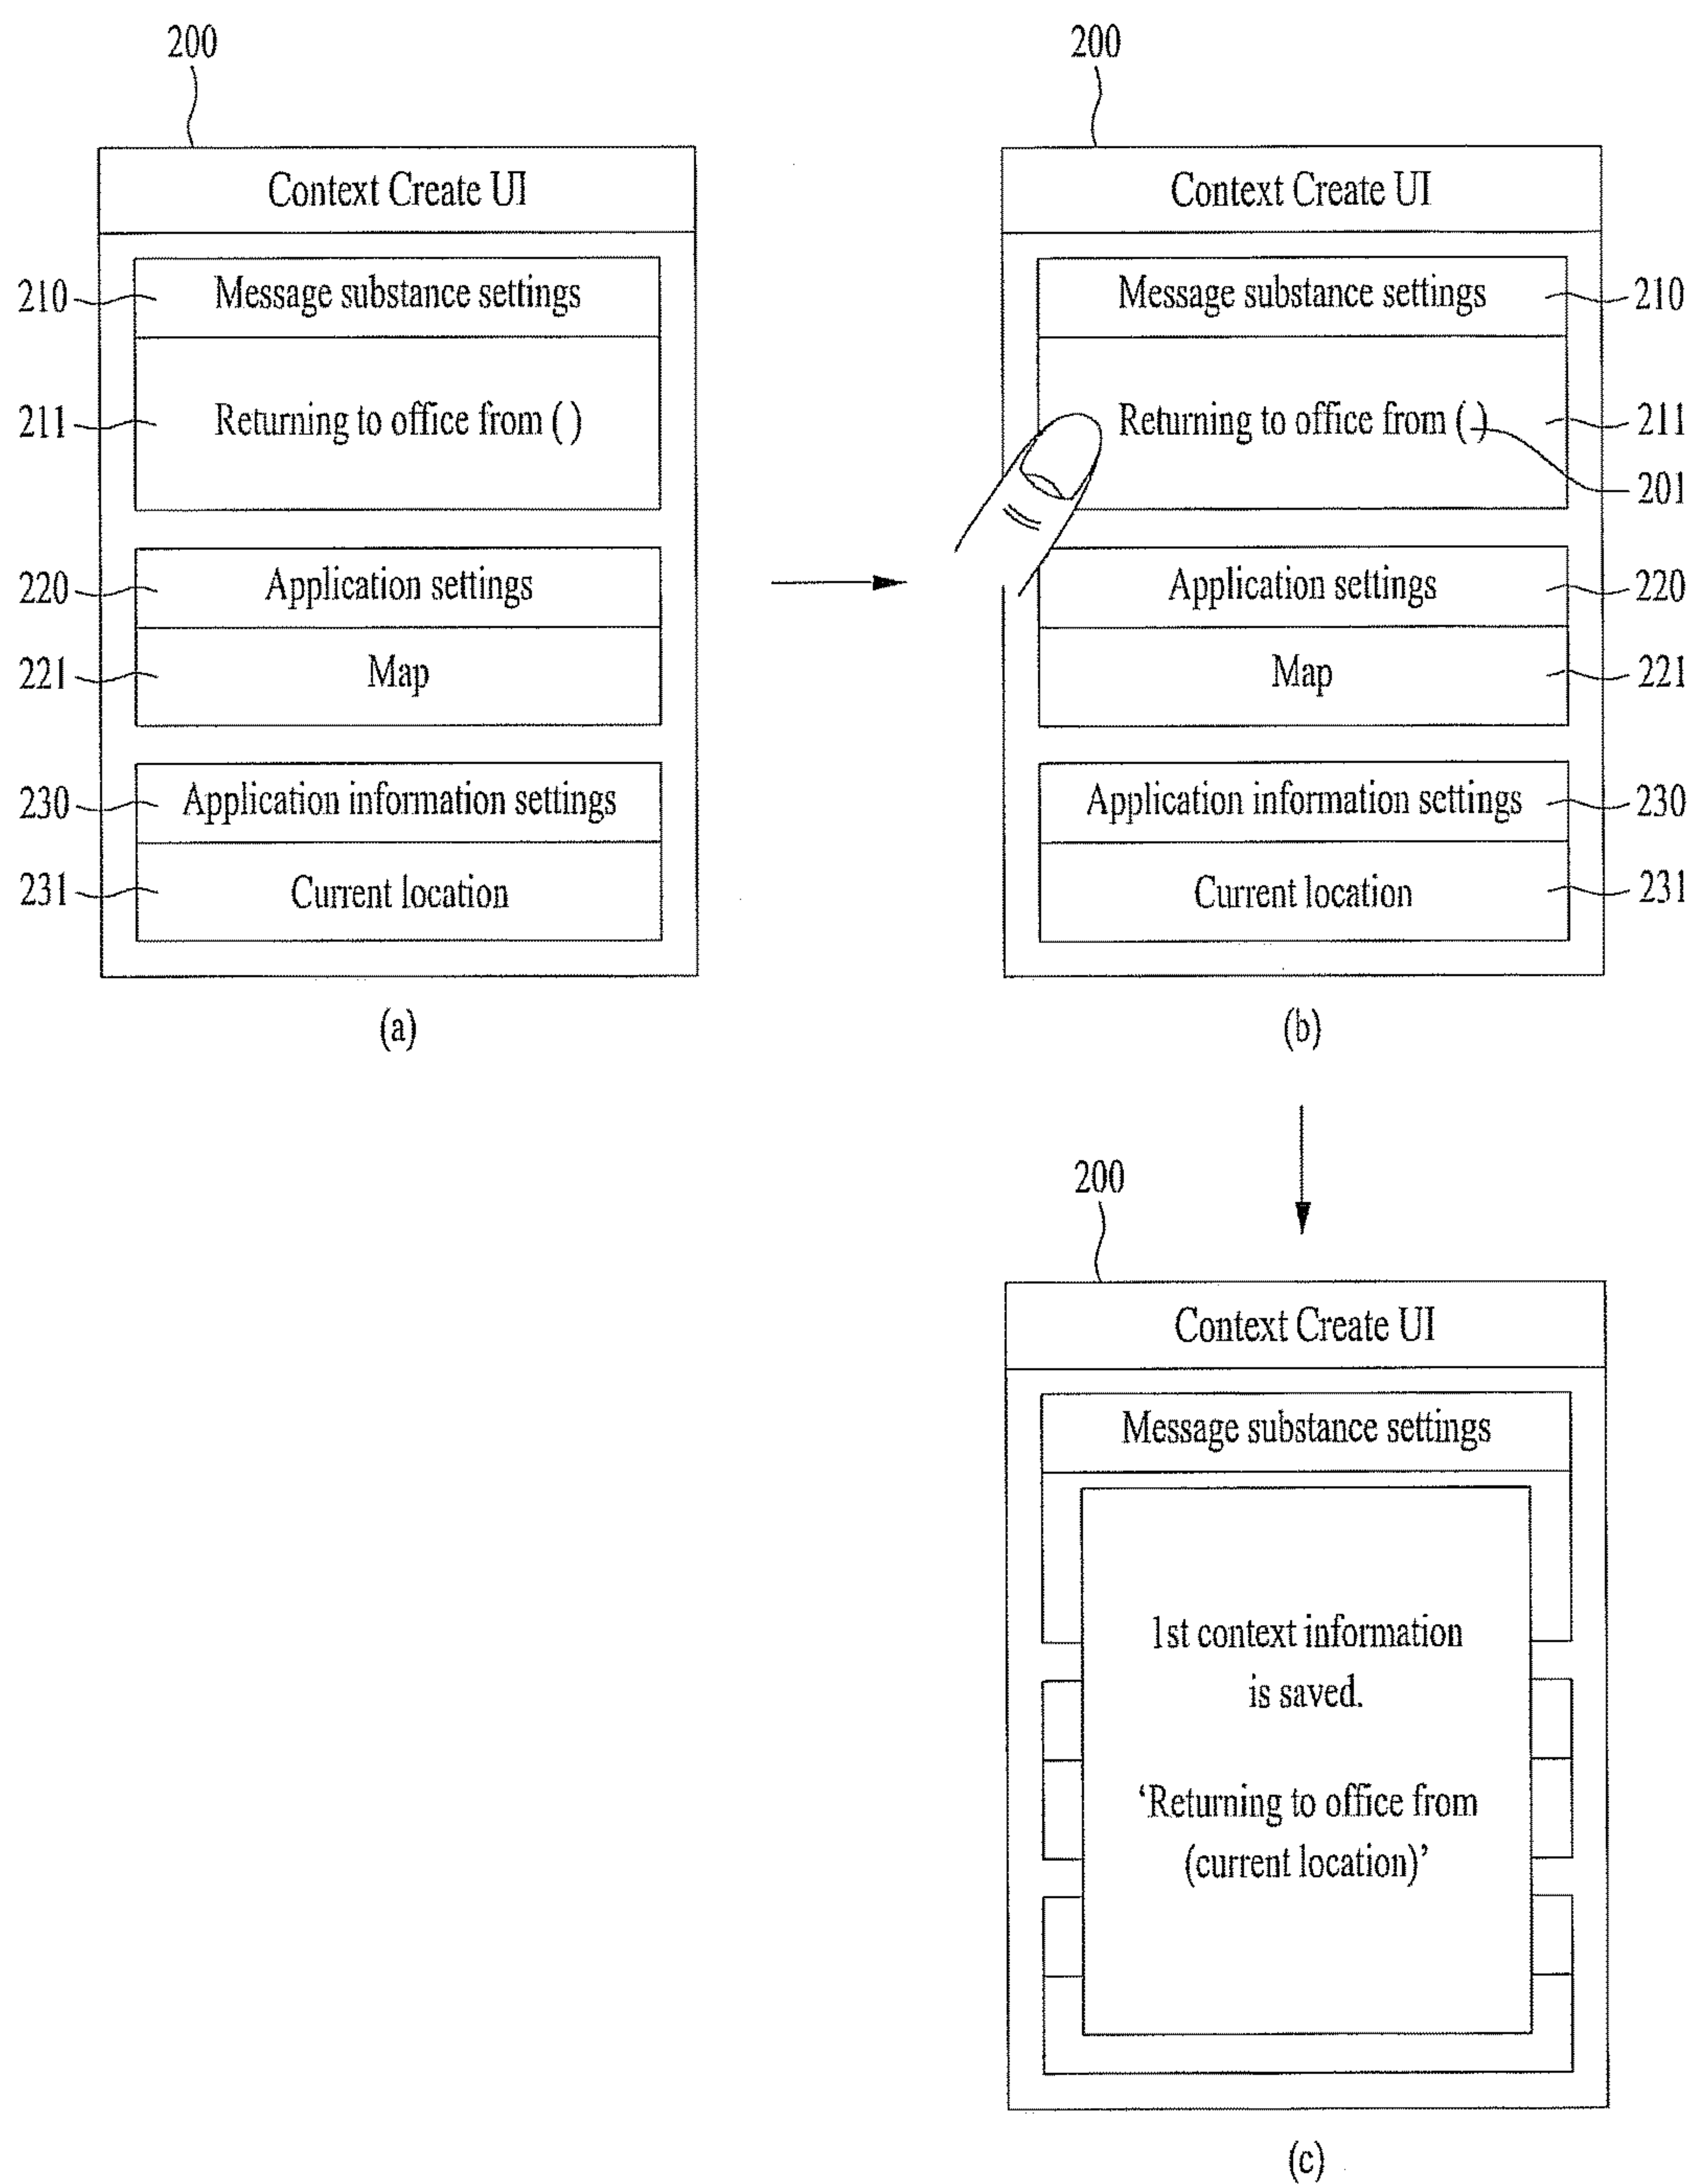 200
Context Create UI
210
Message substance settings
211
Returning to office from ( )
220
Application settings
221
Map
230
Application information settings
231
Current location
(a)
200
Context Create UI
Message substance settings
210
Returning to office from ( )
211
201
Application settings
220
Map
221
Application information settings
230
Current location
231
(b)
200
Context Create UI
Message substance settings
1st context information
is saved.
‘Returning to office from
(current location)’
(c)